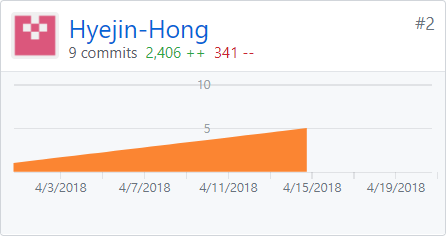 Hyejin-Hong
#2
9 commits 2,406 ++ 341 --
10
5
4/3/2018 4/7/2018 4/11/2018 4/15/2018 4/19/2018